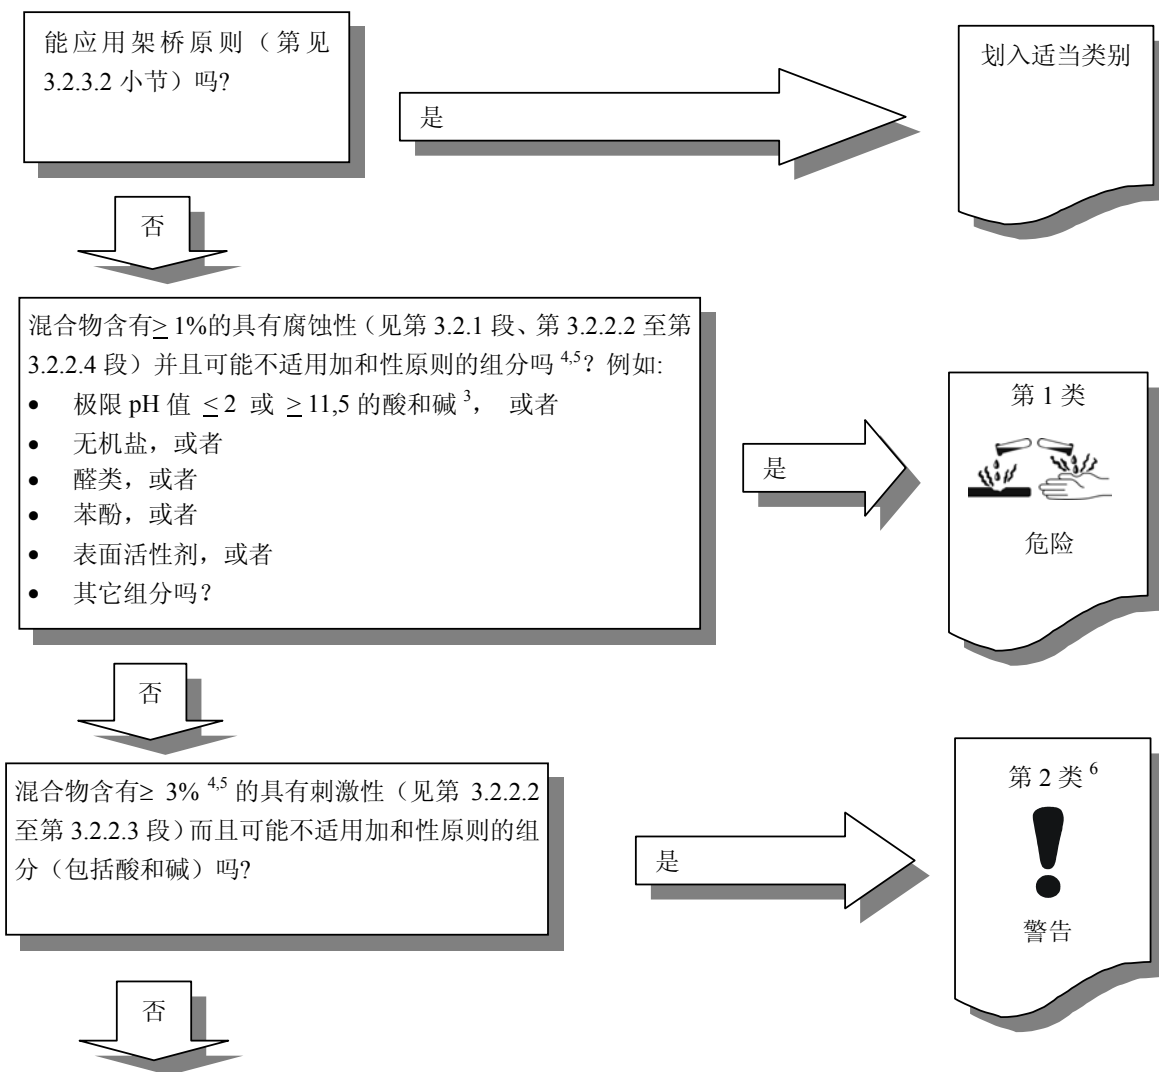 能应用架桥原则（第见
3.2.3.2 小节）吗?
是
划入适当类别
否
混合物含有≥ 1%的具有腐蚀性（见第 3.2.1 段、第 3.2.2.2 至第
3.2.2.4 段）并且可能不适用加和性原则的组分吗 4,5？例如:
• 极限 pH 值 ≤ 2 或 ≥ 11,5 的酸和碱 3， 或者
• 无机盐，或者
• 醛类，或者
• 苯酚，或者
• 表面活性剂，或者
• 其它组分吗？
是
第 1 类
危险
否
混合物含有≥ 3% 4,5 的具有刺激性（见第 3.2.2.2
至第 3.2.2.3 段）而且可能不适用加和性原则的组
分（包括酸和碱）吗?
是
第 2 类 6
警告
否